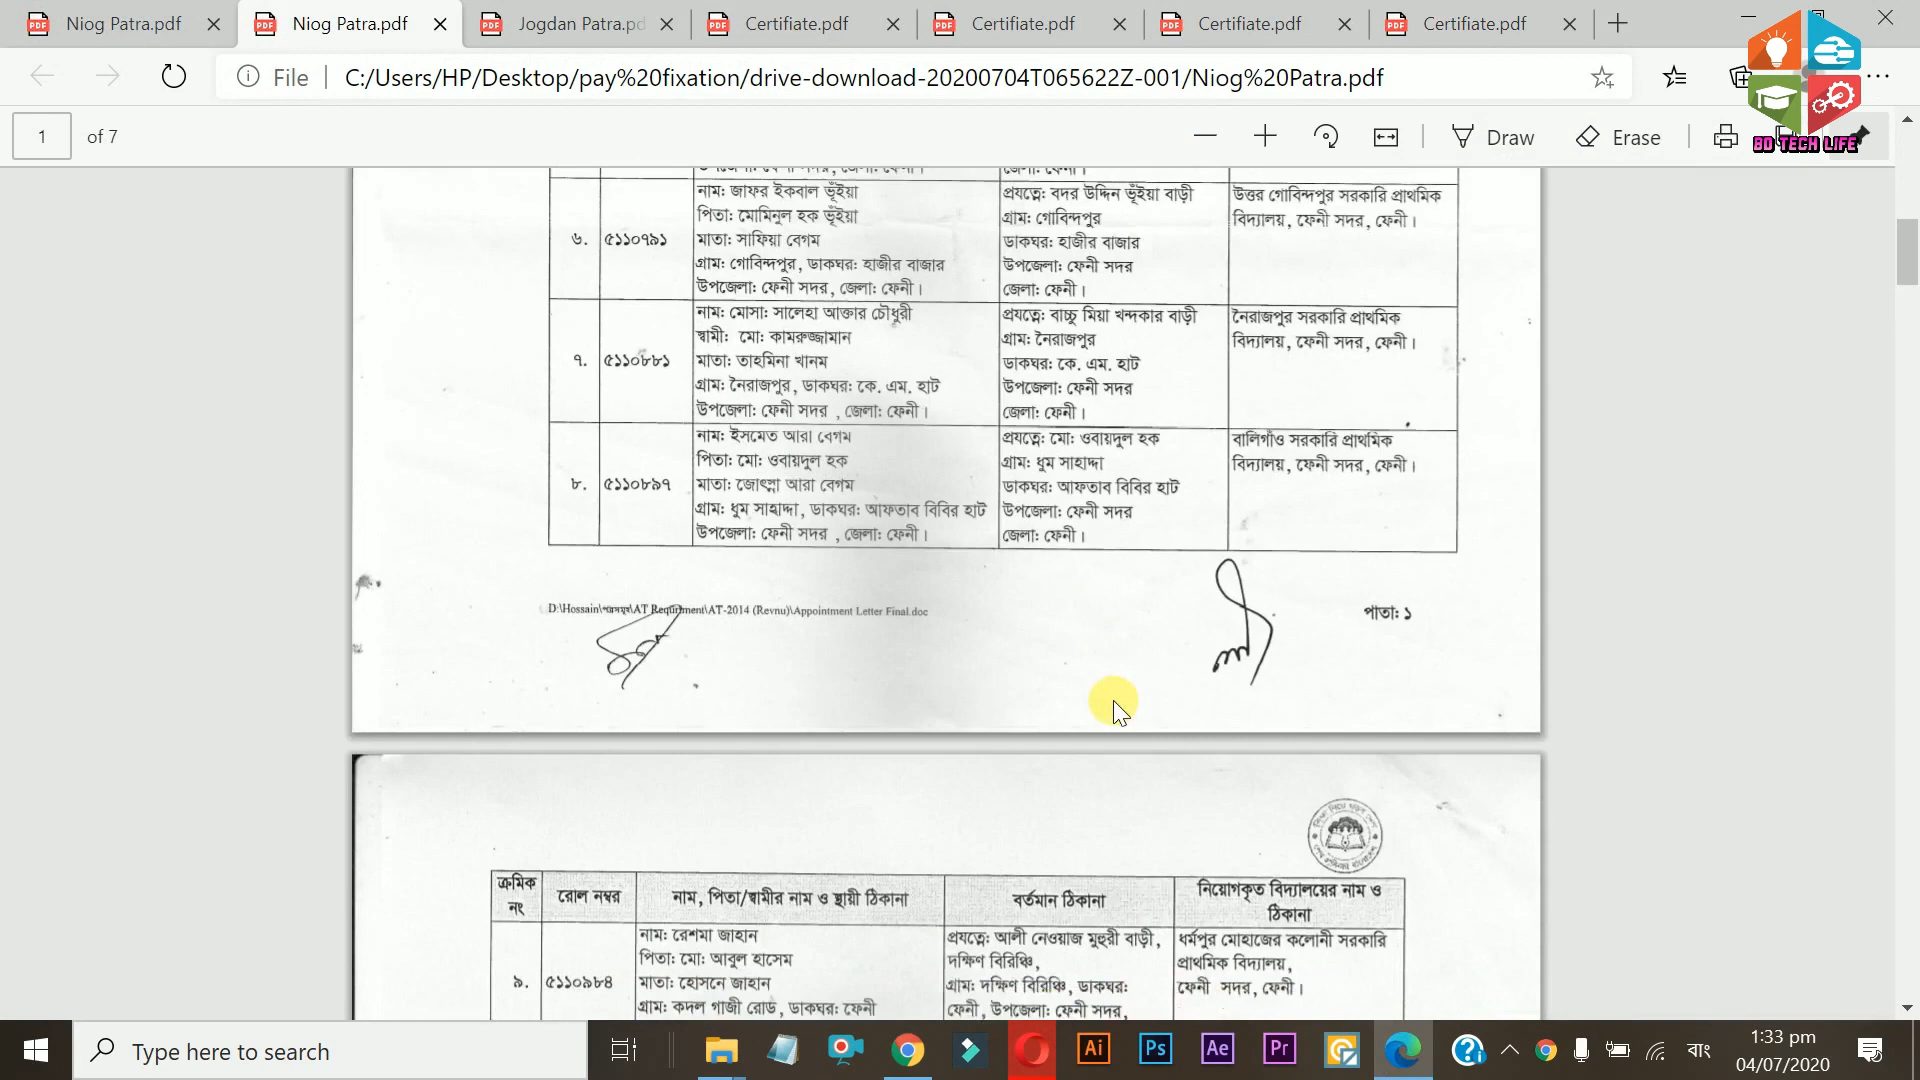 Niog Patra.pdf
Niog Patra.pdf
Jogdan Patra.pd
Certifiate.pdf
Certifiate.pdf
Certifiate.pdf
Certifiate.pdf
File
C:/Users/HP/Desktop/pay%20fixation/drive-download-20200704T065622Z-001/Niog%20Patra.pdf
1 of 7
Draw
Erase
BD TECH LIFE
৬. ৫১১০৭৯১
নাম: জাফর ইকবাল ভূঁইয়া
পিতা: মোমিনুল হক ভূঁইয়া
মাতা: সাফিয়া বেগম
গ্রাম: গোবিন্দপুর, ডাকঘর: হাজীর বাজার
উপজেলা: ফেনী সদর, জেলা: ফেনী।
প্রযত্নে: বদর উদ্দিন ভূঁইয়া বাড়ী
গ্রাম: গোবিন্দপুর
ডাকঘর: হাজীর বাজার
উপজেলা: ফেনী সদর
জেলা: ফেনী।
উত্তর গোবিন্দপুর সরকারি প্রাথমিক
বিদ্যালয়, ফেনী সদর, ফেনী।
৭. ৫১১০৮৮১
নাম: মোসা: সালেহা আক্তার চৌধুরী
স্বামী: মো: কামরুজ্জামান
মাতা: তাহমিনা খানম
গ্রাম: নৈরাজপুর, ডাকঘর: কে. এম. হাট
উপজেলা: ফেনী সদর , জেলা: ফেনী।
প্রযত্নে: বাচ্চু মিয়া খন্দকার বাড়ী
গ্রাম: নৈরাজপুর
ডাকঘর: কে. এম. হাট
উপজেলা: ফেনী সদর
জেলা: ফেনী।
নৈরাজপুর সরকারি প্রাথমিক
বিদ্যালয়, ফেনী সদর, ফেনী।
৮. ৫১১০৮৯৭
নাম: ইসমেত আরা বেগম
পিতা: মো: ওবায়দুল হক
মাতা: জোৎস্না আরা বেগম
গ্রাম: ধুম সাহাদ্দা, ডাকঘর: আফতাব বিবির হাট
উপজেলা: ফেনী সদর , জেলা: ফেনী।
প্রযত্নে: মো: ওবায়দুল হক
গ্রাম: ধুম সাহাদ্দা
ডাকঘর: আফতাব বিবির হাট
উপজেলা: ফেনী সদর
জেলা: ফেনী।
বালিগাঁও সরকারি প্রাথমিক
বিদ্যালয়, ফেনী সদর, ফেনী।
AT-2014 (Revnu)\Appointment Letter Final.doc
পাতা: ১
ক্রমিক
নং
রোল নম্বর
নাম, পিতা/স্বামীর নাম ও স্থায়ী ঠিকানা
বর্তমান ঠিকানা
নিয়োগকৃত বিদ্যালয়ের নাম ও
ঠিকানা
৯. ৫১১০৯৮৪
নাম: রেশমা জাহান
পিতা: মো: আবুল হাসেম
মাতা: হোসনে জাহান
গ্রাম: কদল গাজী রোড, ডাকঘর: ফেনী
প্রযত্নে: আলী নেওয়াজ মুহুরী বাড়ী,
দক্ষিণ বিরিঞ্চি,
গ্রাম: দক্ষিণ বিরিঞ্চি, ডাকঘর:
ফেনী, উপজেলা: ফেনী সদর,
ধর্মপুর মোহাজের কলোনী সরকারি
প্রাথমিক বিদ্যালয়,
ফেনী সদর, ফেনী।
Type here to search
Ai
Ps
Ae
Pr
বাং
1:33 pm
04/07/2020